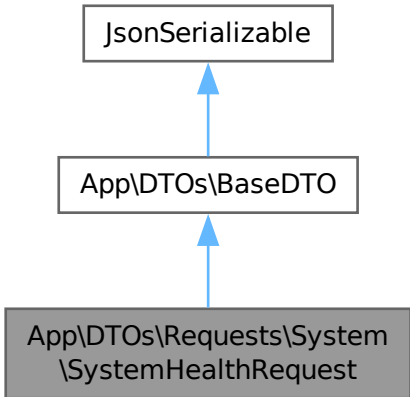 JsonSerializable
App\DTOs\BaseDTO
App\DTOs\Requests\System
\SystemHealthRequest